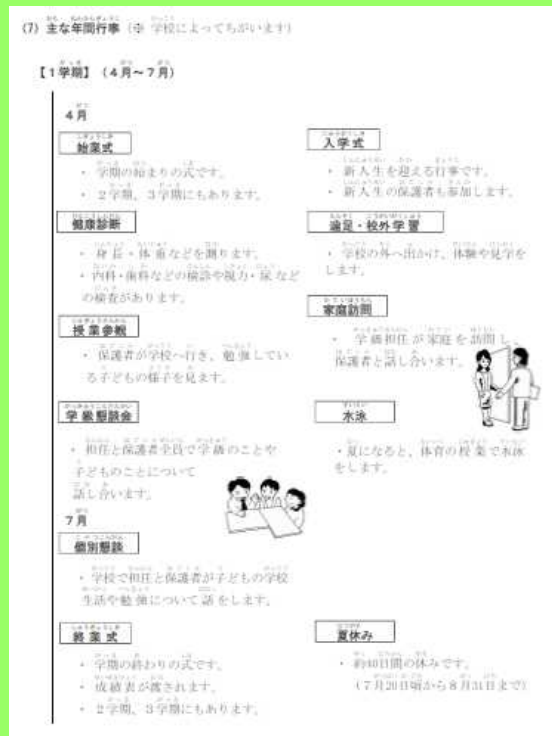 (7) 主な年間行事（※ 学校によってちがいます）
【1学期】（4月～7月）
4月
始業式
・ 学期の始まりの式です。
・ 2学期、3学期にもあります。
健康診断
・ 身長・体重などを測ります。
・ 内科・歯科などの検診や視力・尿など
の検査があります。
授業参観
・ 保護者が学校へ行き、勉強してい
る子どもの様子を見ます。
学級懇談会
・ 担任と保護者全員で学級のことや
子どものことについて
話し合います。
7月
個別懇談
・ 学校で担任と保護者が子どもの学校
生活や勉強について話をします。
終業式
・ 学期の終わりの式です。
・ 成績表が渡されます。
・ 2学期、3学期にもあります。
入学式
・ 新入生を迎える行事です。
・ 新入生の保護者も参加します。
遠足・校外学習
・ 学校の外へ出かけ、体験や見学を
します。
家庭訪問
・ 学級担任が家庭を訪問し、
保護者と話し合います。
水泳
・夏になると、体育の授業で水泳
をします。
夏休み
・ 約40日間の休みです。
（7月20日頃から8月31日まで）